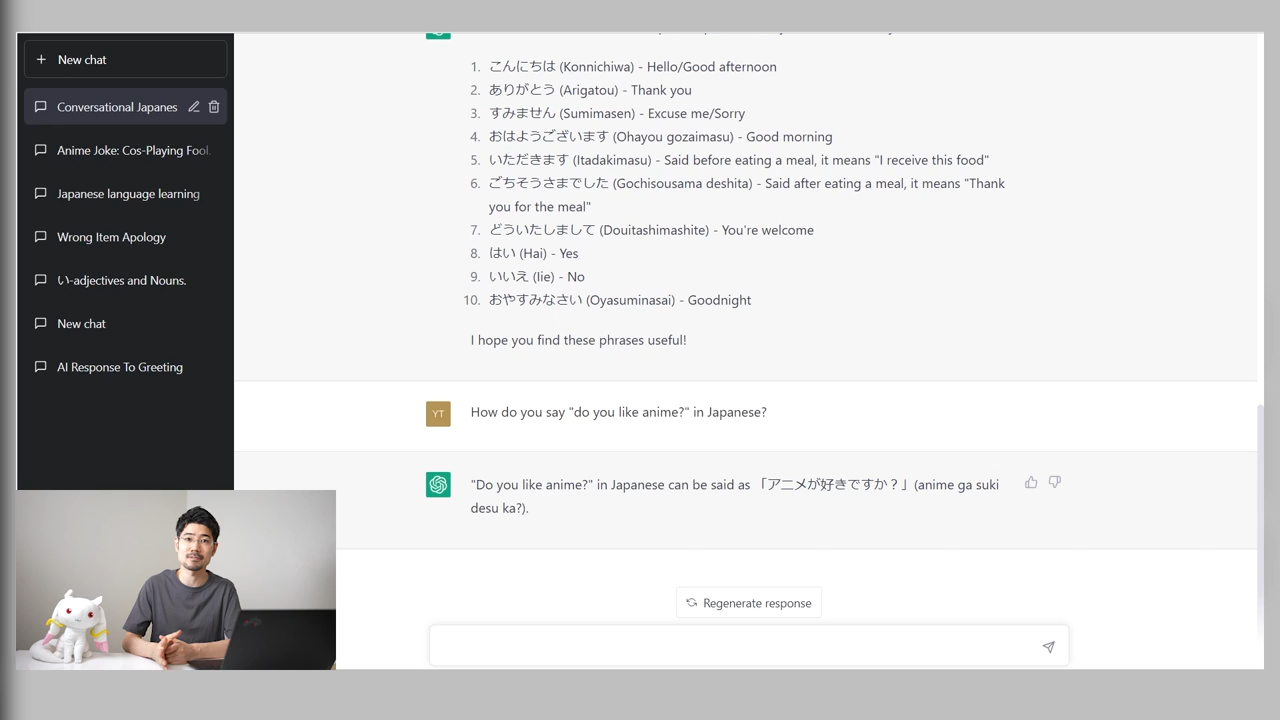 New chat
Conversational Japanes
Anime Joke: Cos-Playing Fool.
Japanese language learning
Wrong Item Apology
い-adjectives and Nouns.
New chat
AI Response To Greeting
1. こんにちは (Konnichiwa) - Hello/Good afternoon
2. ありがとう (Arigatou) - Thank you
3. すみません (Sumimasen) - Excuse me/Sorry
4. おはようございます (Ohayou gozaimasu) - Good morning
5. いただきます (Itadakimasu) - Said before eating a meal, it means "I receive this food"
6. ごちそうさまでした (Gochisousama deshita) - Said after eating a meal, it means "Thank
you for the meal"
7. どういたしまして (Douitashimashite) - You're welcome
8. はい (Hai) - Yes
9. いいえ (Iie) - No
10. おやすみなさい (Oyasuminasai) - Goodnight
I hope you find these phrases useful!
YT
How do you say "do you like anime?" in Japanese?
"Do you like anime?" in Japanese can be said as 「アニメが好きですか？」(anime ga suki
desu ka?).
Regenerate response